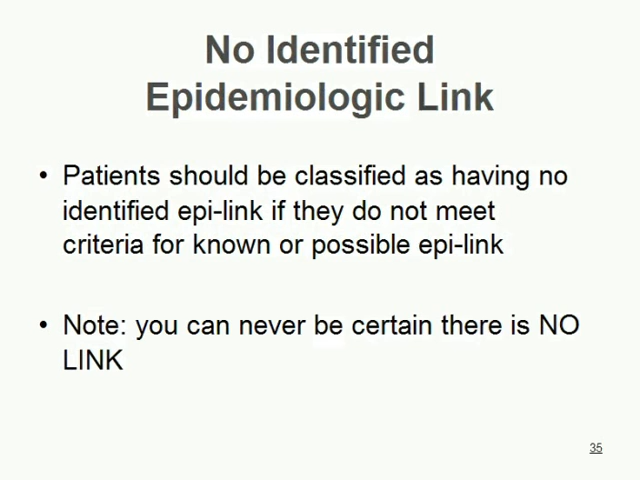 No Identified
Epidemiologic Link
• Patients should be classified as having no
identified epi-link if they do not meet
criteria for known or possible epi-link
• Note: you can never be certain there is NO
LINK
35